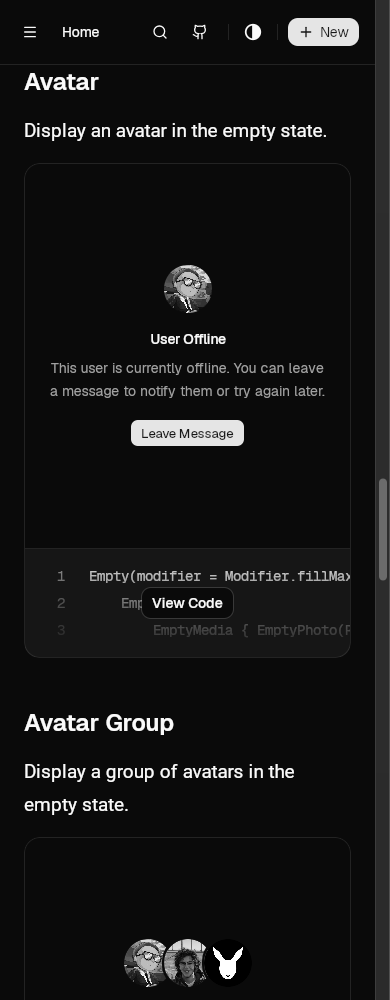 Home
New
Avatar
Display an avatar in the empty state.
User Offline
This user is currently offline. You can leave
a message to notify them or try again later.
Leave Message
1 Empty(modifier = Modifier.fillMax
2
View Code
3 EmptyMedia { EmptyPhoto(
Avatar Group
Display a group of avatars in the
empty state.